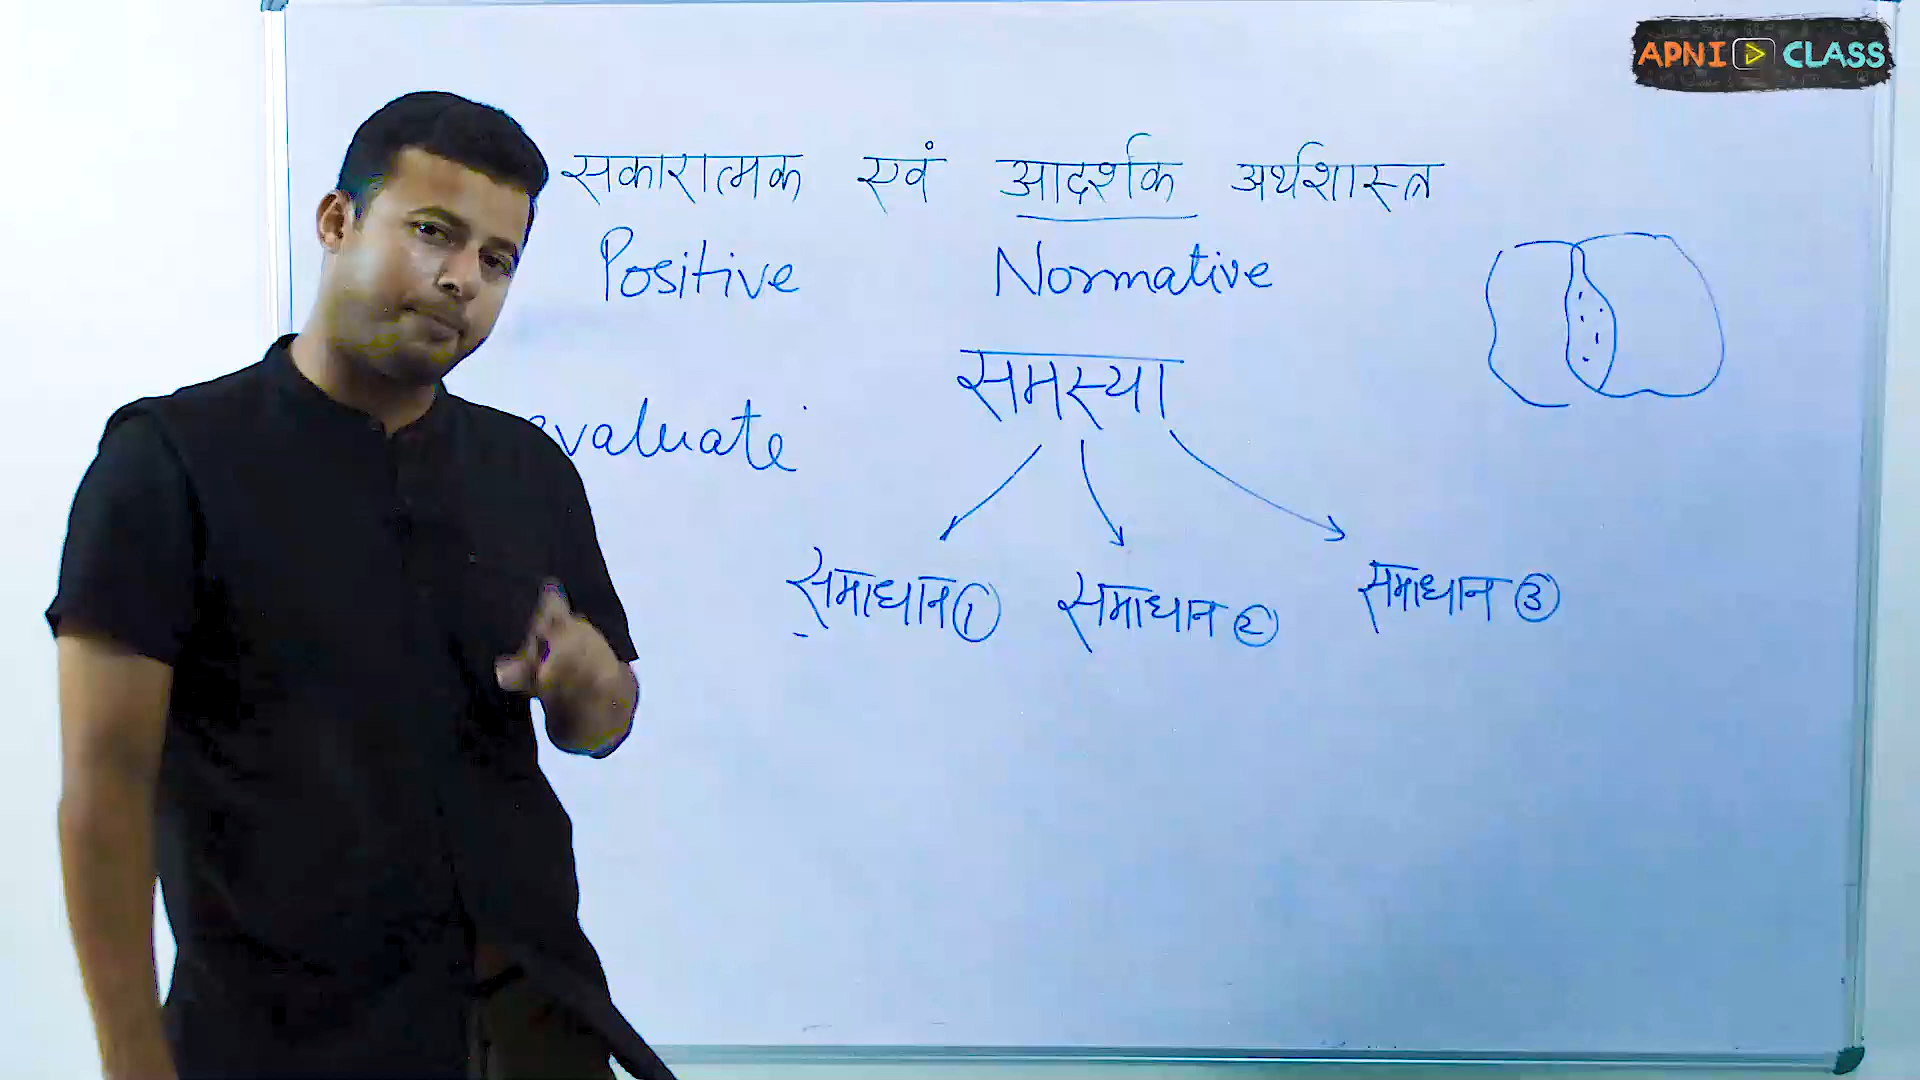 APNI CLASS
सकारात्मक एवं आदर्शक अर्थशास्त्र
Positive Normative
समस्या
evaluate
समाधान ① समाधान ② समाधान ③